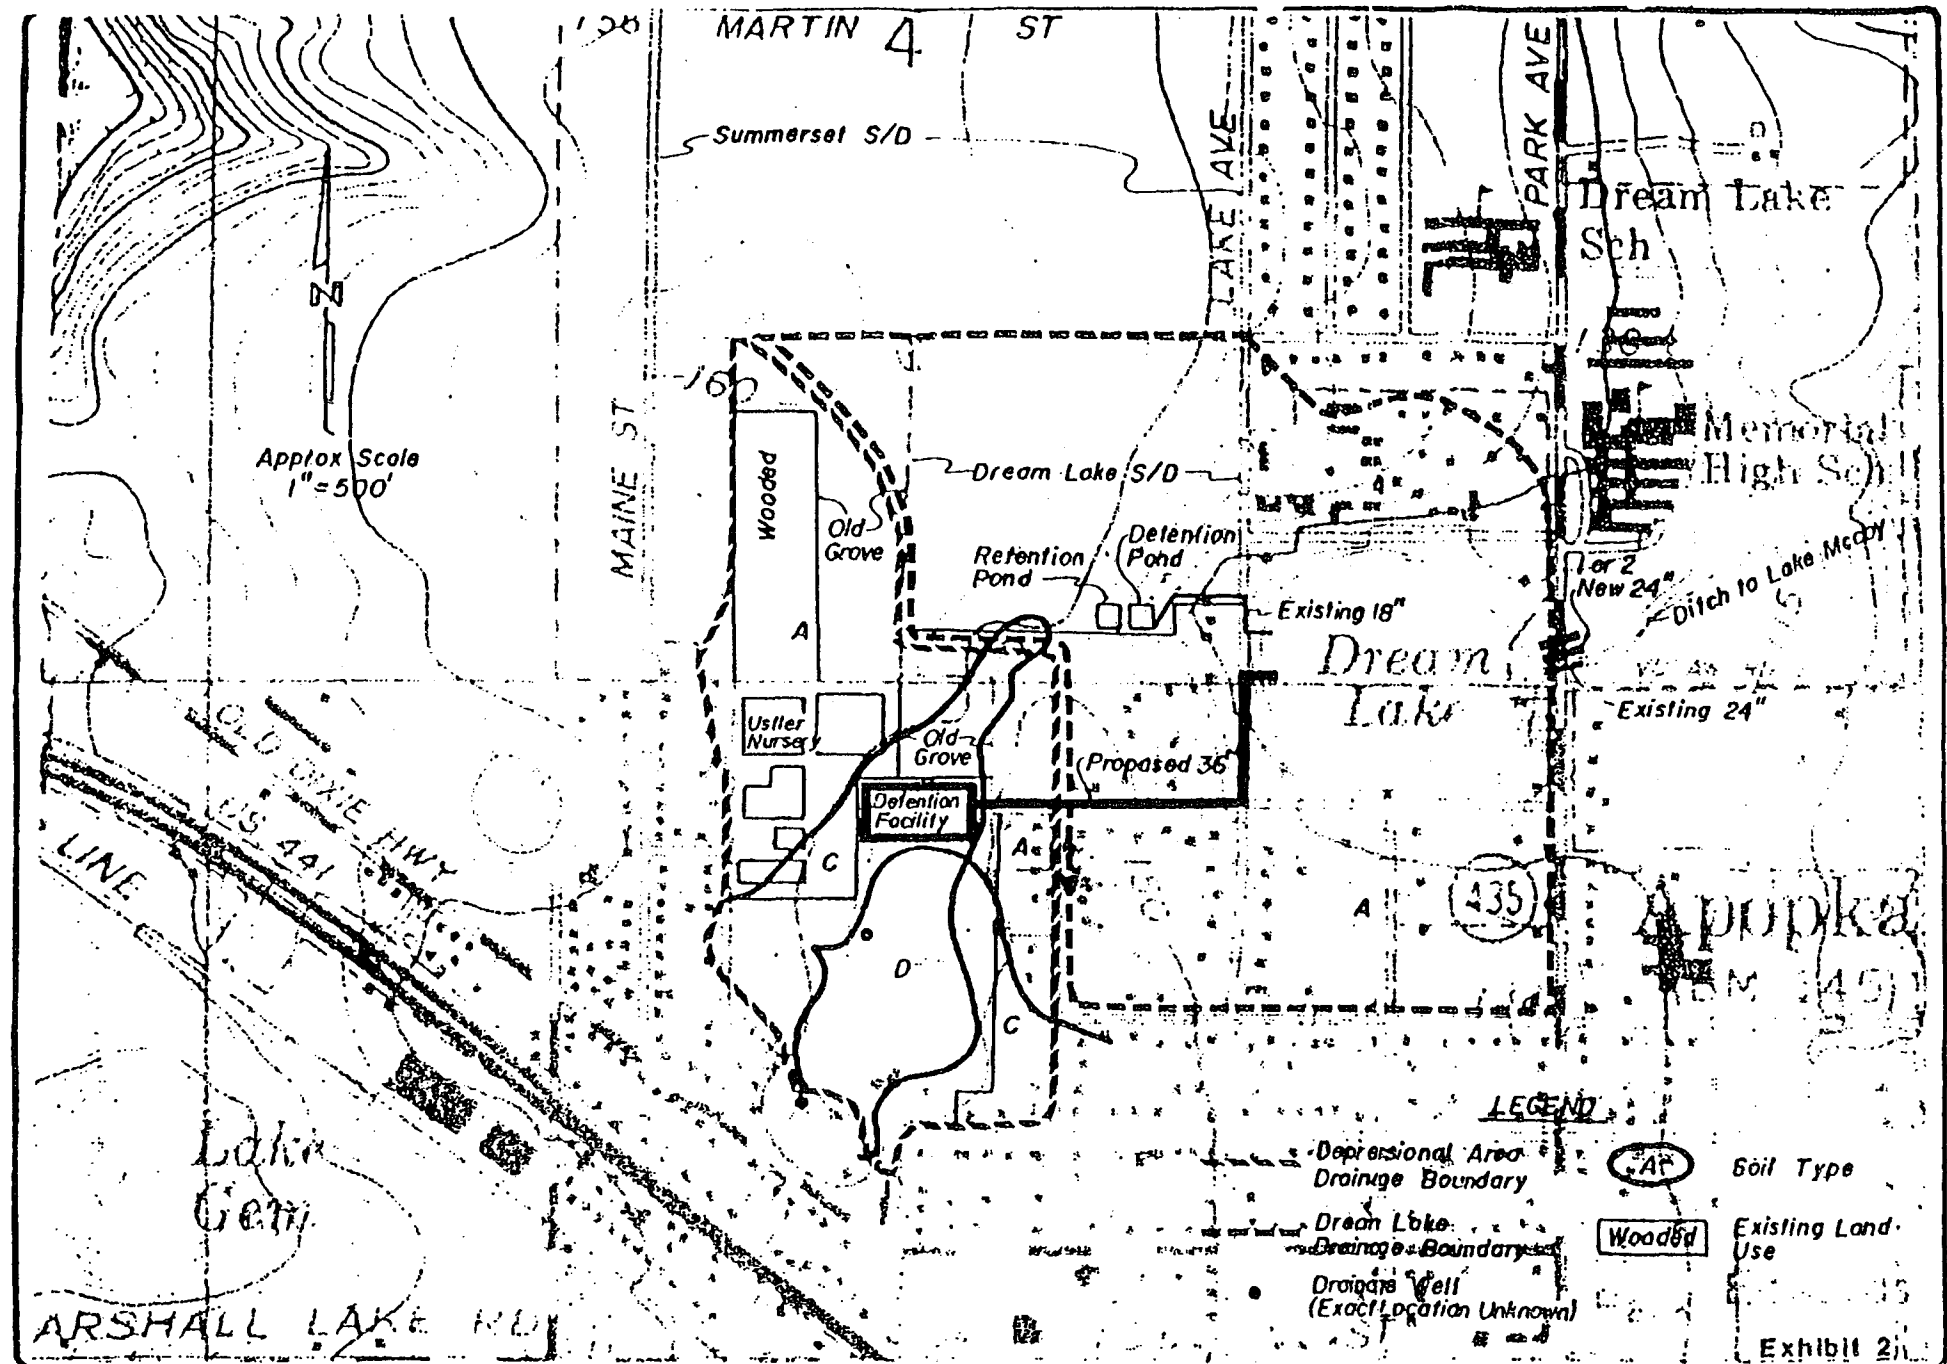 MARTIN 4 ST
PARK AVE
Summerset S/D
LAKE AVE
Dream Lake
Sch
N
160
MAINE ST
Approx Scale
1"=500'
Wooded
Old
Grove
Dream Lake S/D
Memorial
High Sch
Retention
Pond
Detention
Pond
Existing 18"
1 or 2
New 24"
Ditch to Lake McCoy
A
Dream
Lake
Existing 24"
Ustler
Nursery
Old
Grove
Proposed 36"
Detention
Facility
OLD DIXIE HWY
US 441
LINE
C
A
A
435
Apopka
D
C
Lake
Gem
ARSHALL LAKE RD
LEGEND
Depressional Area
Drainage Boundary
Dream Lake
Drainage Boundary
Drainage Well
(Exact Location Unknown)
A
Soil Type
Wooded
Existing Land
Use
Exhibit 2